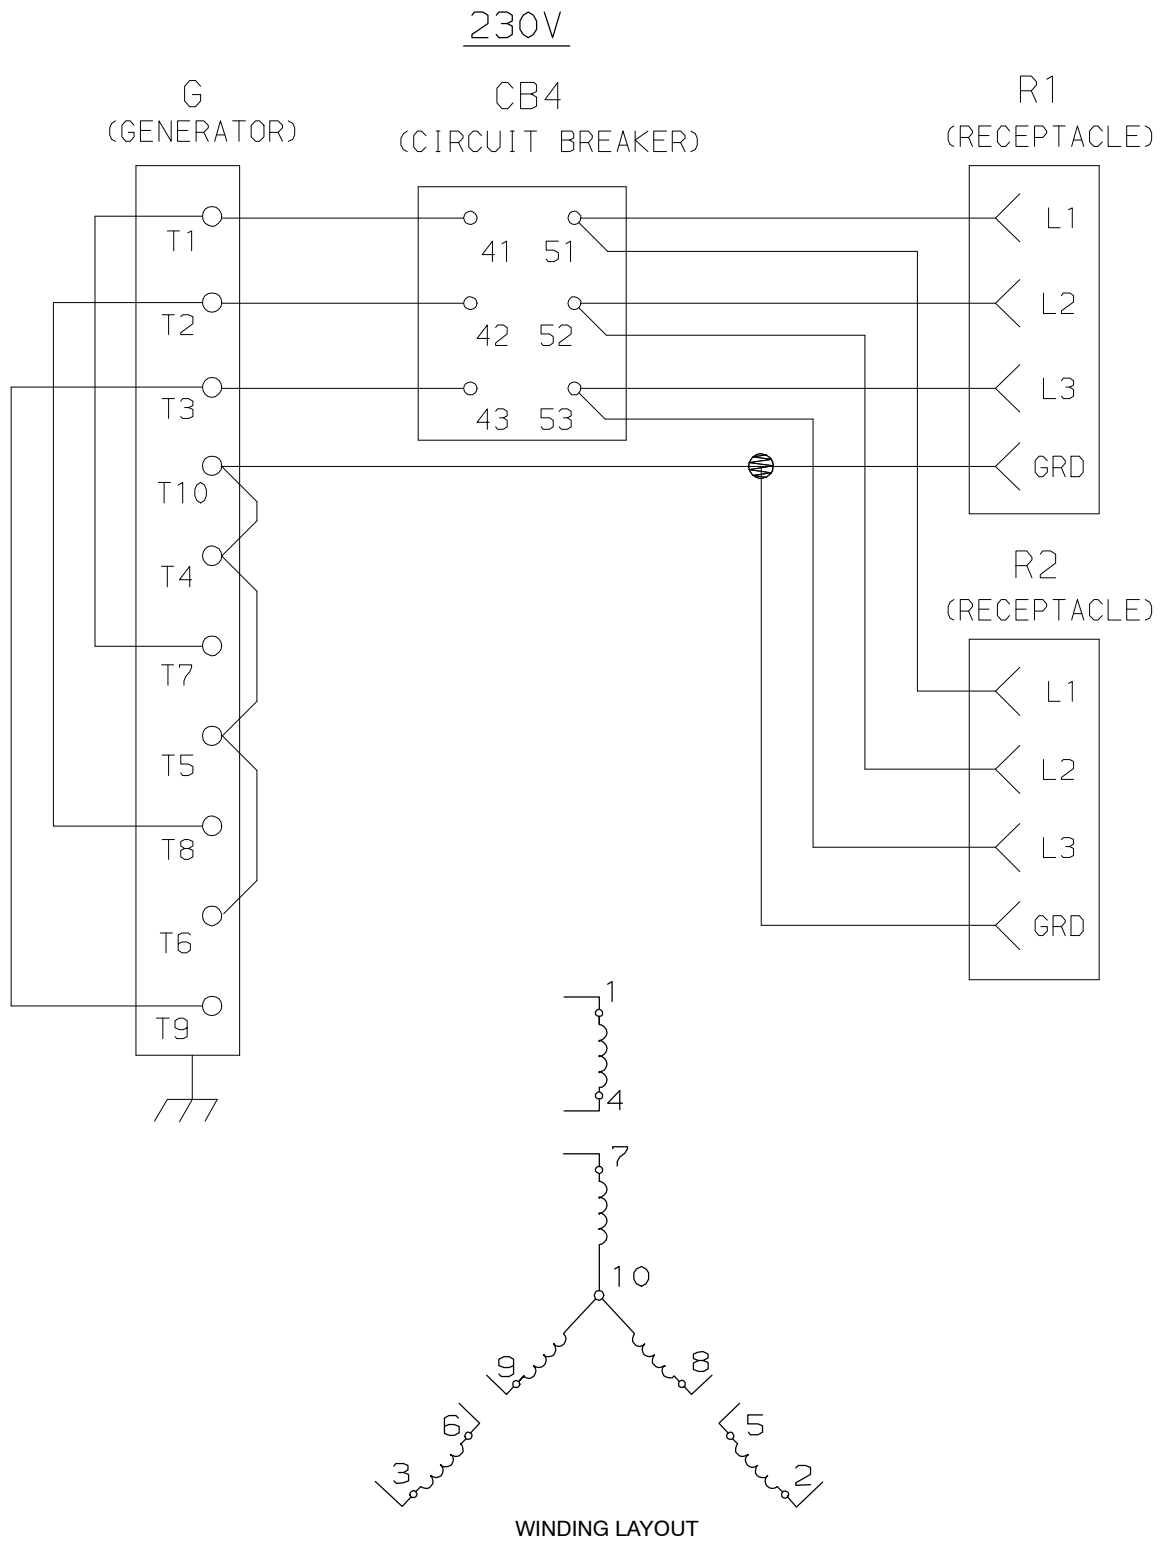 230V
G
(GENERATOR)
CB4
(CIRCUIT BREAKER)
R1
(RECEPTACLE)
T1
41 51
L1
T2
42 52
L2
T3
43 53
L3
T10
GRD
T4
R2
(RECEPTACLE)
T7
L1
T5
L2
T8
L3
T6
GRD
T9
1
4
7
10
9
8
6
5
3
2
WINDING LAYOUT